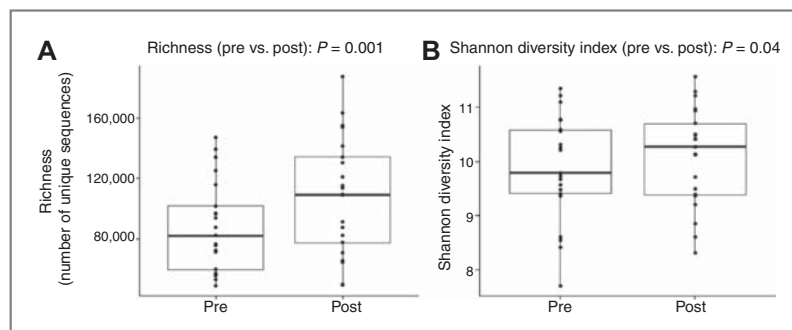 A
Richness (pre vs. post): P = 0.001
Richness
(number of unique sequences)
160,000
120,000
80,000
Pre
Post
B
Shannon diversity index (pre vs. post): P = 0.04
Shannon diversity index
11
10
9
8
Pre
Post